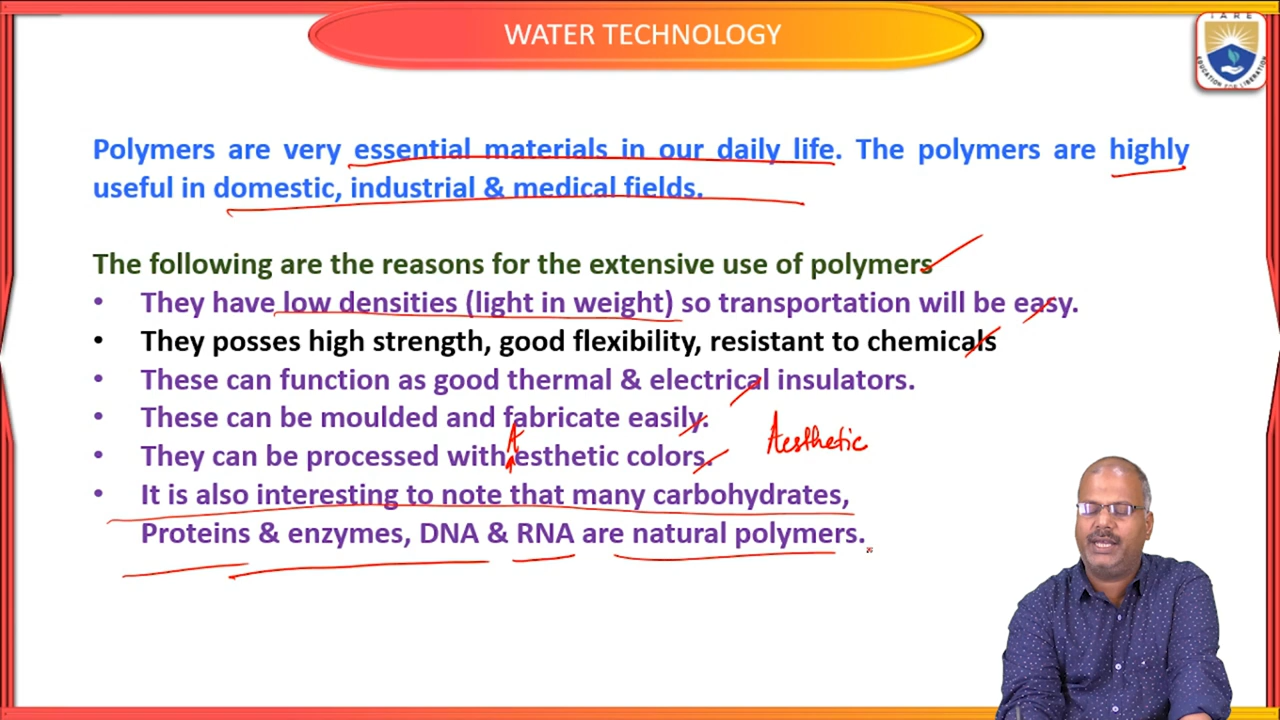 WATER TECHNOLOGY
IARE
EDUCATION FOR LIBERATION
Polymers are very essential materials in our daily life. The polymers are highly
useful in domestic, industrial & medical fields.
The following are the reasons for the extensive use of polymers
• They have low densities (light in weight) so transportation will be easy.
• They posses high strength, good flexibility, resistant to chemicals
• These can function as good thermal & electrical insulators.
• These can be moulded and fabricate easily.
A
• They can be processed with esthetic colors.
Aesthetic
• It is also interesting to note that many carbohydrates,
Proteins & enzymes, DNA & RNA are natural polymers.